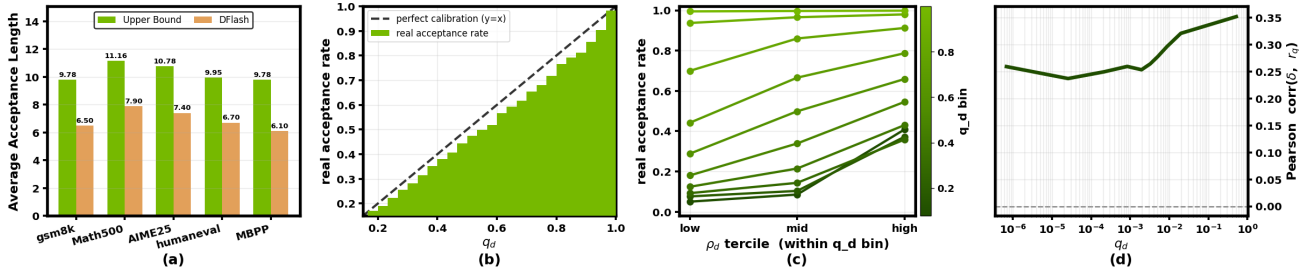 Average Acceptance Length
14
12
10
8
6
4
2
0
Upper Bound
DFlash
9.78
6.50
11.16
7.90
10.78
7.40
9.95
6.70
9.78
6.10
gsm8k
Math500
AIME25
humaneval
MBPP
(a)
real acceptance rate
1.0
0.9
0.8
0.7
0.6
0.5
0.4
0.3
0.2
perfect calibration (y=x)
real acceptance rate
0.2
0.4
0.6
0.8
1.0
q_d
(b)
real acceptance rate
1.0
0.8
0.6
0.4
0.2
0.0
low
mid
high
ρ_d tercile (within q_d bin)
(c)
0.8
0.6
0.4
0.2
q_d bin
10⁻⁶
10⁻⁵
10⁻⁴
10⁻³
10⁻²
10⁻¹
10⁰
q_d
(d)
0.35
0.30
0.25
0.20
0.15
0.10
0.05
0.00
Pearson corr(δ, r_q)